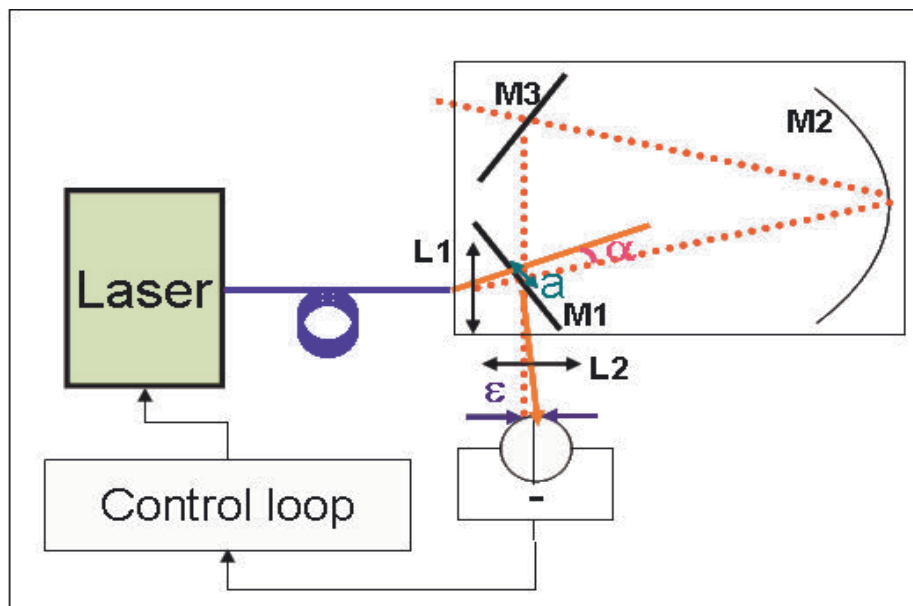 M3
M2
L1
α
a
Laser
M1
L2
ε
Control loop
-